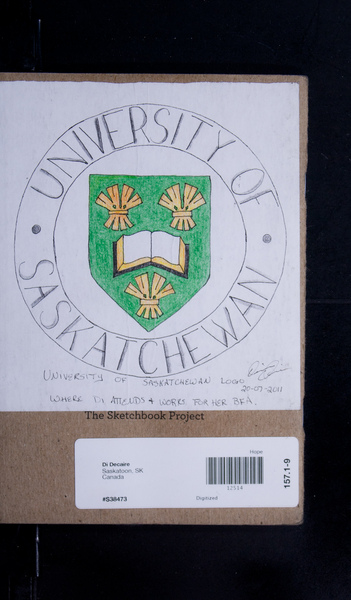 UNIVERSITY OF
SASKATCHEWAN
UNIVERSITY OF SASKATCHEWAN LOGO
20-07-2011
WHERE DI ATTENDS & WORKS FOR HER BFA.
The Sketchbook Project
Hope
Di Decaire
Saskatoon, SK
Canada
12514
#S38473
Digitized
157.1-9